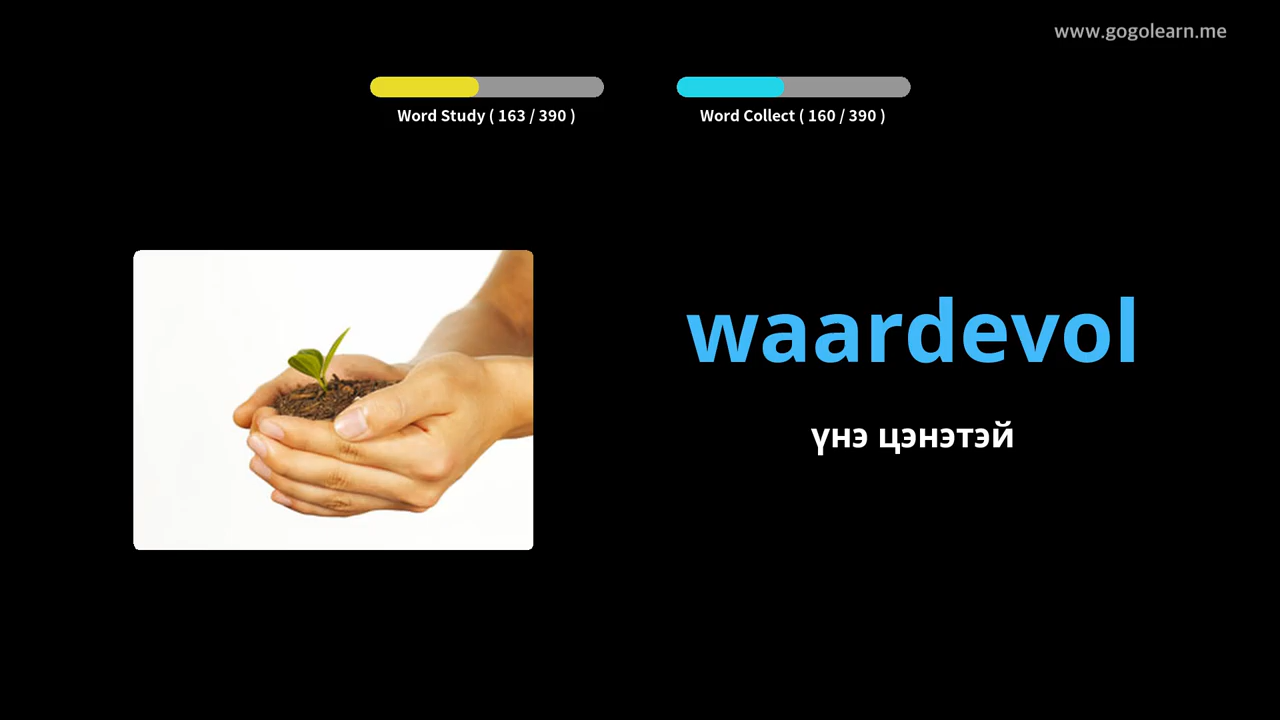 www.gogolearn.me
Word Study ( 163 / 390 )
Word Collect ( 160 / 390 )
waardevol
үнэ цэнэтэй